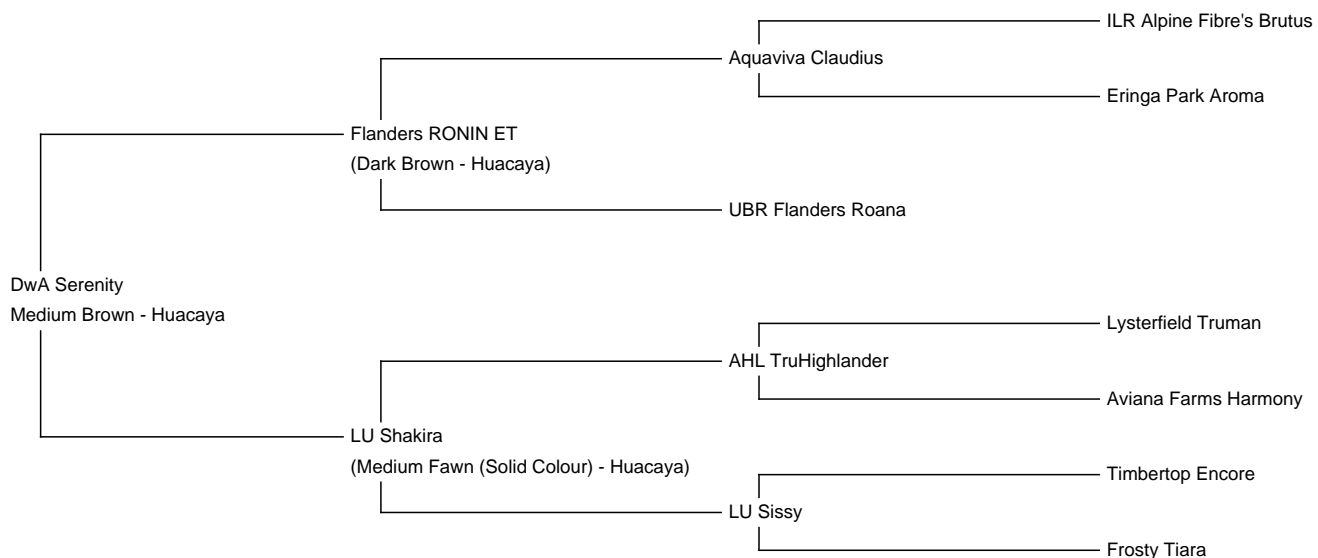 ILR Alpine Fibre's Brutus
Aquaviva Claudius
Eringa Park Aroma
Flanders RONIN ET
(Dark Brown - Huacaya)
UBR Flanders Roana
DwA Serenity
Medium Brown - Huacaya
Lysterfield Truman
AHL TruHighlander
Aviana Farms Harmony
LU Shakira
(Medium Fawn (Solid Colour) - Huacaya)
Timbertop Encore
LU Sissy
Frosty Tiara